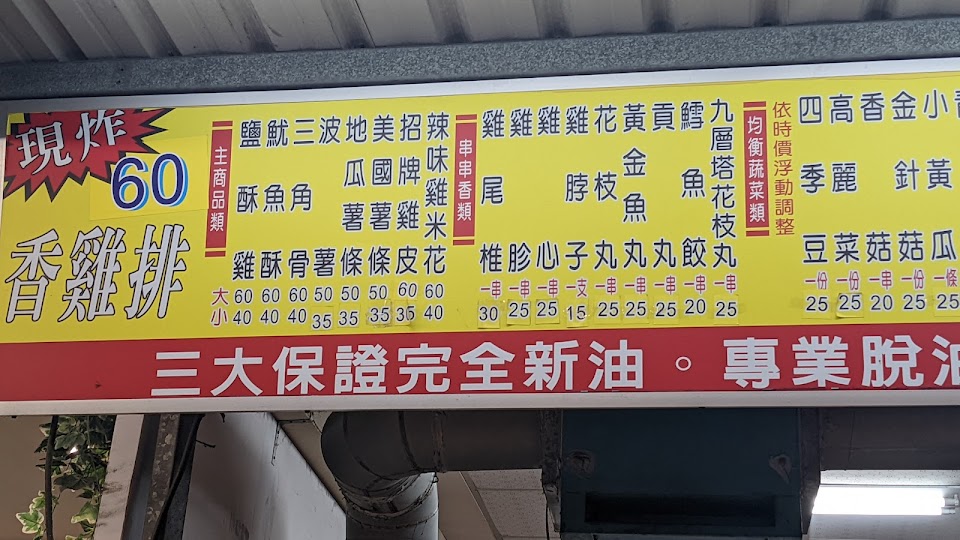 現炸
60
香雞排
主商品類
大
小
鹽酥雞 60 40
魷魚酥 60 40
三角骨 60 40
波薯 50 35
地瓜薯條 50 35
美國薯條 50 35
招牌雞皮 60 35
辣味雞米花 60 40
串串香類
雞尾椎 一串 30
雞胗 一串 25
雞心 一串 25
雞脖子 一支 15
花枝丸 一串 25
黃金魚丸 一串 25
貢丸 一串 25
鱈魚餃 一串 20
九層塔花枝丸 一串 25
均衡蔬菜類
依時價浮動調整
四季豆 一份 25
高麗菜 一份 25
香菇 一串 20
金針菇 一份 25
小黃瓜 一條 25
三大保證完全新油。專業脫油